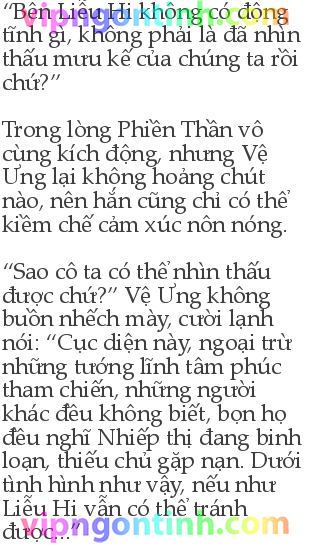 “Bên Liễu Hi không có động
tĩnh gì, không phải là đã nhìn
thấu mưu kế của chúng ta rồi
chứ?”
Trong lòng Phiền Thần vô
cùng kích động, nhưng Vệ
Ưng lại không hoảng chút
nào, nên hắn cũng chỉ có thể
kiềm chế cảm xúc nôn nóng.
“Sao cô ta có thể nhìn thấu
được chứ?” Vệ Ưng không
buồn nhếch mày, cười lạnh
nói: “Cục diện này, ngoại trừ
những tướng lĩnh tâm phúc
tham chiến, những người
khác đều không biết, bọn họ
đều nghĩ Nhiếp thị đang binh
loạn, thiếu chủ gặp nạn. Dưới
tình hình như vậy, nếu như
Liễu Hi vẫn có thể tránh
được...”
vipngontinh.com
vipngontinh.com